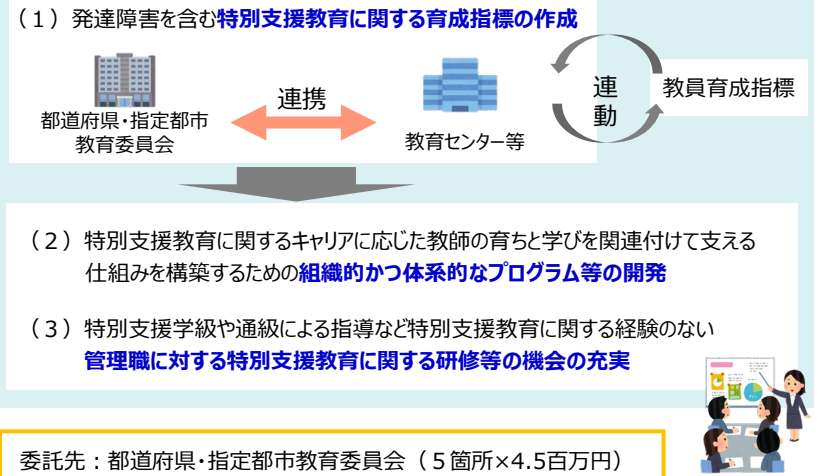 （１）発達障害を含む特別支援教育に関する育成指標の作成
連携
都道府県・指定都市
教育委員会
教育センター等
連
動
教員育成指標
（２）特別支援教育に関するキャリアに応じた教師の育ちと学びを関連付けて支える
仕組みを構築するための組織的かつ体系的なプログラム等の開発
（３）特別支援学級や通級による指導など特別支援教育に関する経験のない
管理職に対する特別支援教育に関する研修等の機会の充実
委託先：都道府県・指定都市教育委員会（５箇所×4.5百万円）